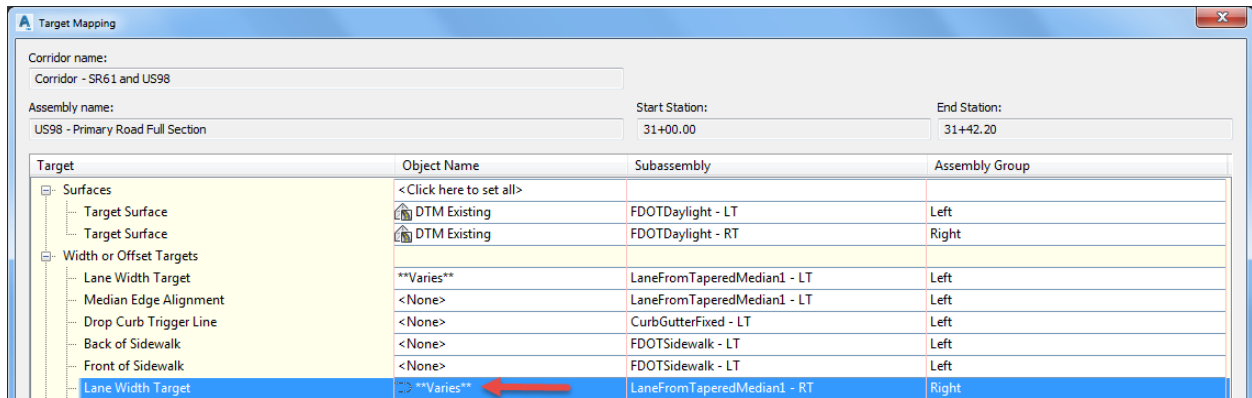 Target Mapping
Corridor name:
Corridor - SR61 and US98
Assembly name: Start Station: End Station:
US98 - Primary Road Full Section 31+00.00 31+42.20
Target Object Name Subassembly Assembly Group
Surfaces <Click here to set all>
Target Surface DTM Existing FDOTDaylight - LT Left
Target Surface DTM Existing FDOTDaylight - RT Right
Width or Offset Targets
Lane Width Target **Varies** LaneFromTaperedMedian1 - LT Left
Median Edge Alignment <None> LaneFromTaperedMedian1 - LT Left
Drop Curb Trigger Line <None> CurbGutterFixed - LT Left
Back of Sidewalk <None> FDOTSidewalk - LT Left
Front of Sidewalk <None> FDOTSidewalk - LT Left
Lane Width Target **Varies** LaneFromTaperedMedian1 - RT Right